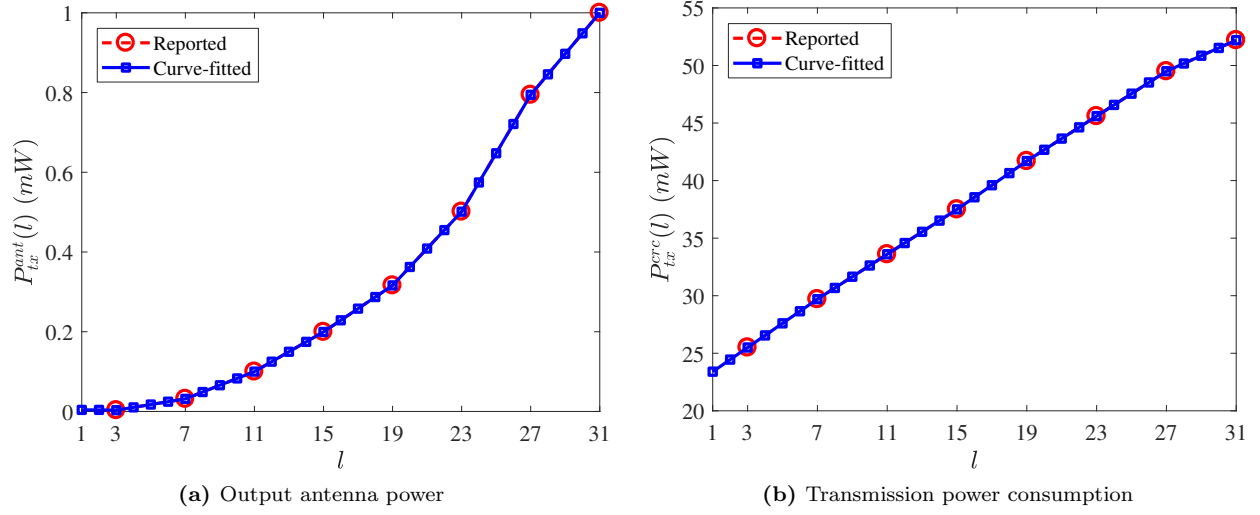 1
0.8
0.6
0.4
0.2
0
P_{tx}^{ant}(l) (mW)
Reported
Curve-fitted
1 3 7 11 15 19 23 27 31
l
(a) Output antenna power
55
50
45
40
35
30
25
20
P_{tx}^{crc}(l) (mW)
Reported
Curve-fitted
1 3 7 11 15 19 23 27 31
l
(b) Transmission power consumption